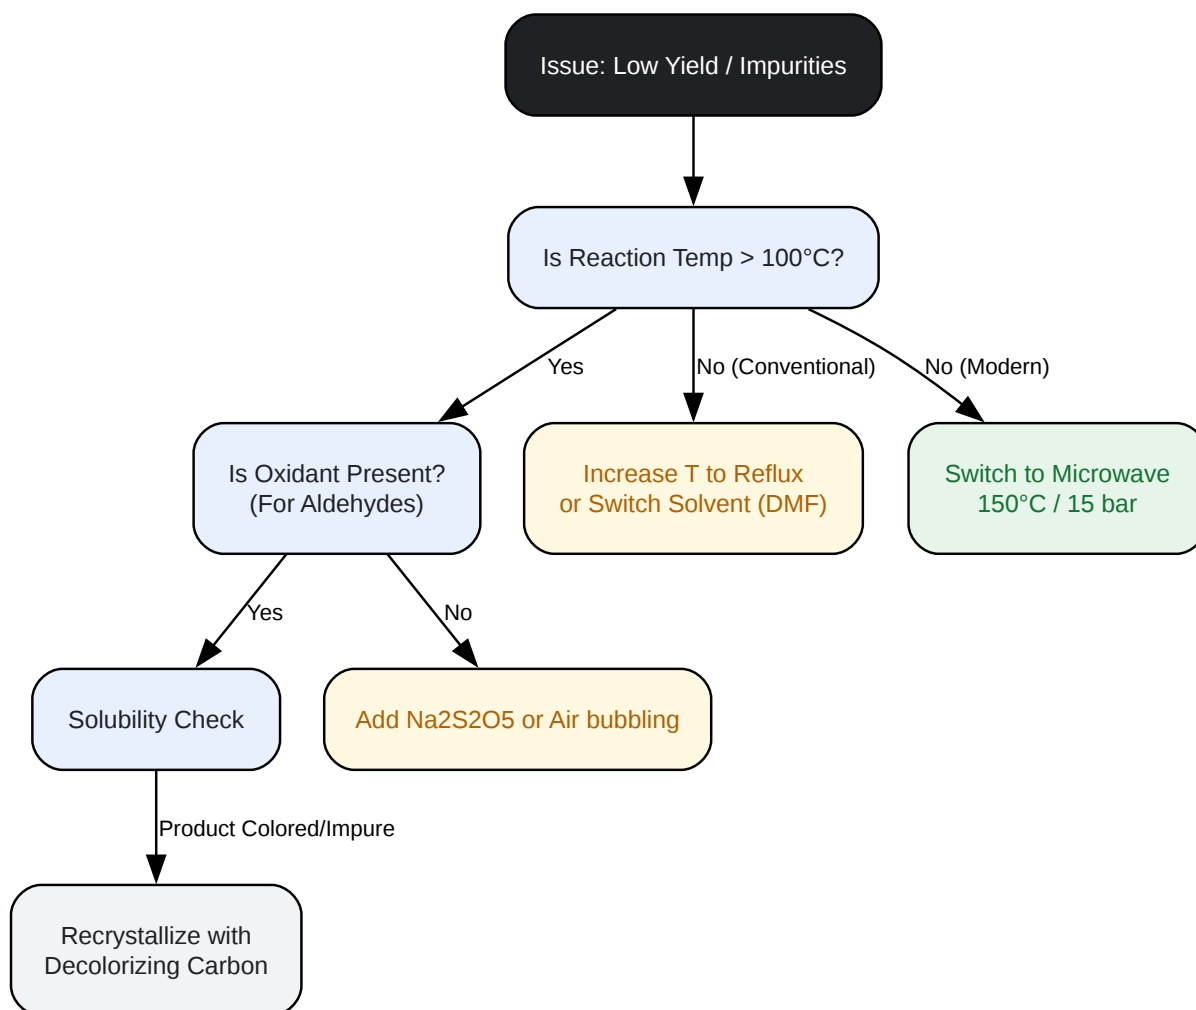 Issue: Low Yield / Impurities
Is Reaction Temp > 100°C?
Yes
No (Conventional)
No (Modern)
Is Oxidant Present?
(For Aldehydes)
Increase T to Reflux
or Switch Solvent (DMF)
Switch to Microwave
150°C / 15 bar
Yes
No
Solubility Check
Add Na2S2O5 or Air bubbling
Product Colored/Impure
Recrystallize with
Decolorizing Carbon